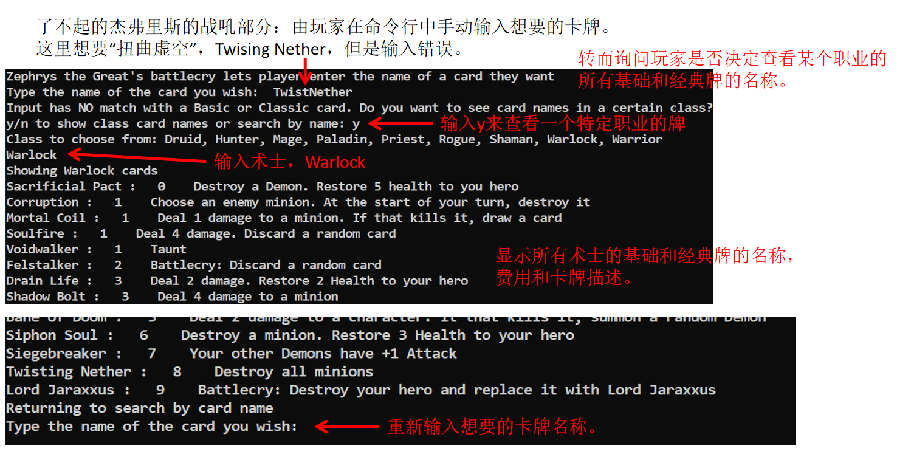 了不起的杰弗里斯的战吼部分：由玩家在命令行中手动输入想要的卡牌。
这里想要“扭曲虚空”，Twising Nether，但是输入错误。
转而询问玩家是否决定查看某个职业的
所有基础和经典牌的名称。
Zephrys the Great's battlecry lets player enter the name of a card they want
Type the name of the card you wish:  TwistNether
Input has NO match with a Basic or Classic card. Do you want to see card names in a certain class?
y/n to show class card names or search by name: y
输入y来查看一个特定职业的牌
Class to choose from: Druid, Hunter, Mage, Paladin, Priest, Rogue, Shaman, Warlock, Warrior
Warlock
输入术士，Warlock
Showing Warlock cards
Sacrificial Pact :   0    Destroy a Demon. Restore 5 health to you hero
Corruption :   1    Choose an enemy minion. At the start of your turn, destroy it
Mortal Coil :   1    Deal 1 damage to a minion. If that kills it, draw a card
Soulfire :   1    Deal 4 damage. Discard a random card
Voidwalker :   1    Taunt
Felstalker :   2    Battlecry: Discard a random card
Drain Life :   3    Deal 2 damage. Restore 2 Health to your hero
Shadow Bolt :   3    Deal 4 damage to a minion
显示所有术士的基础和经典牌的名称，
费用和卡牌描述。
Bane of Doom :   5    Deal 2 damage to a character. If that kills it, summon a random Demon
Siphon Soul :   6    Destroy a minion. Restore 3 Health to your hero
Siegebreaker :   7    Your other Demons have +1 Attack
Twisting Nether :   8    Destroy all minions
Lord Jaraxxus :   9    Battlecry: Destroy your hero and replace it with Lord Jaraxxus
Returning to search by card name
Type the name of the card you wish:
重新输入想要的卡牌名称。